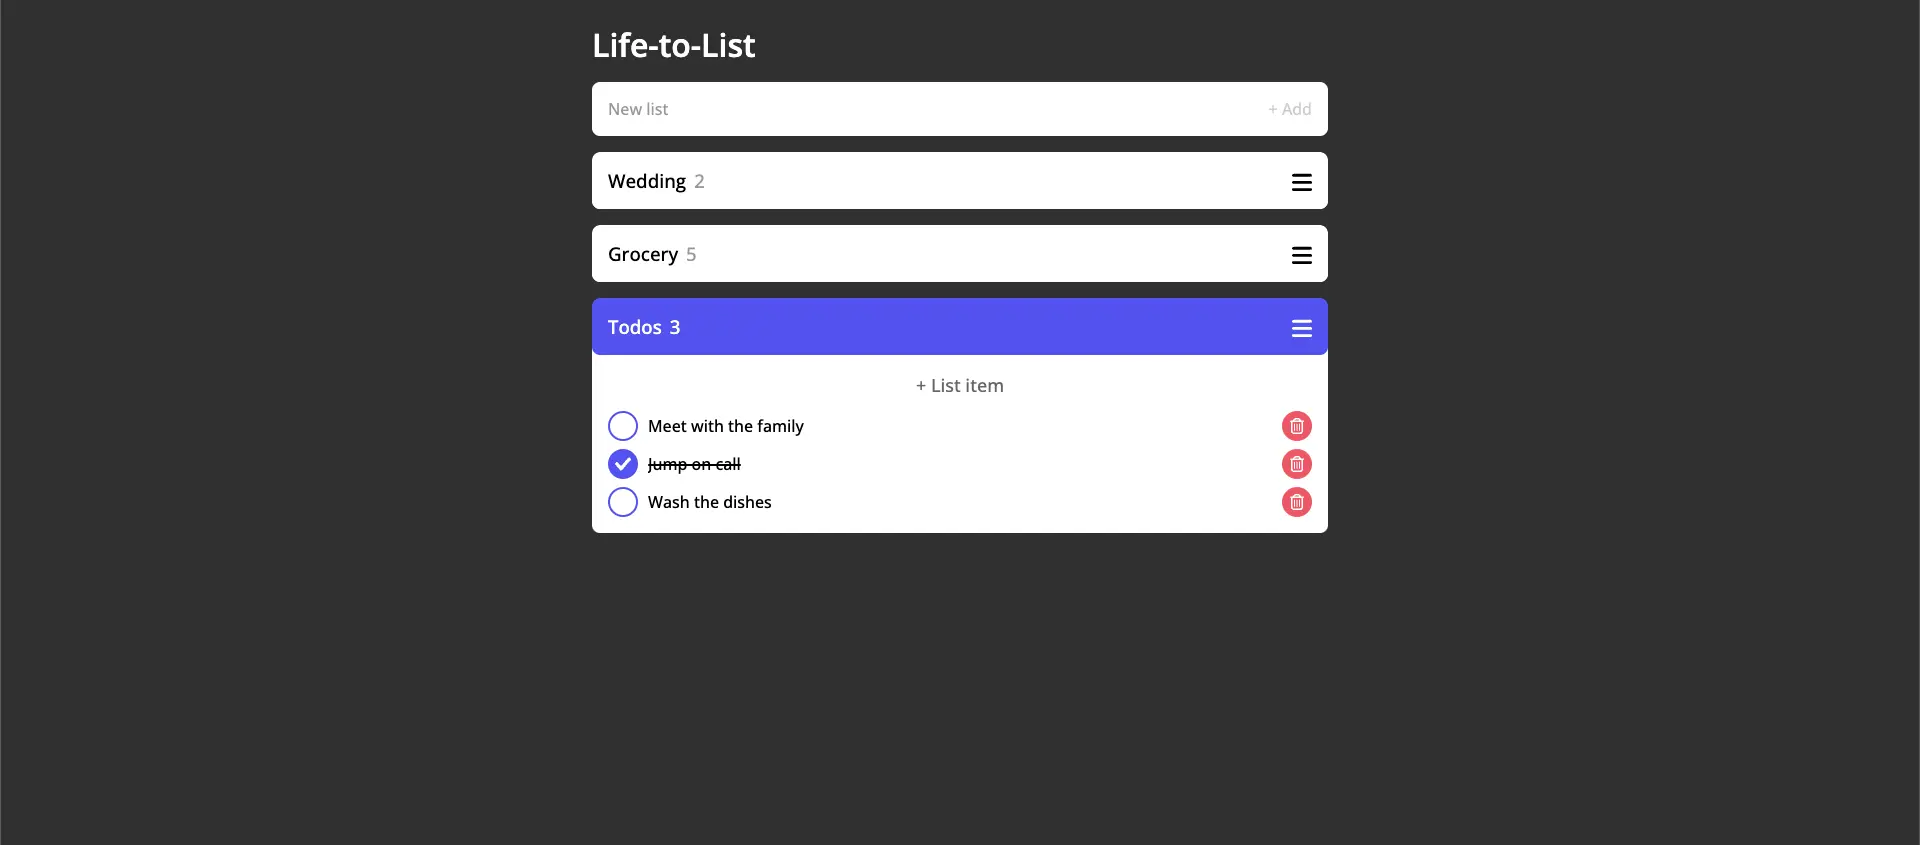 Life-to-List
New list + Add
Wedding 2
Grocery 5
Todos 3
+ List item
Meet with the family
Jump on call
Wash the dishes